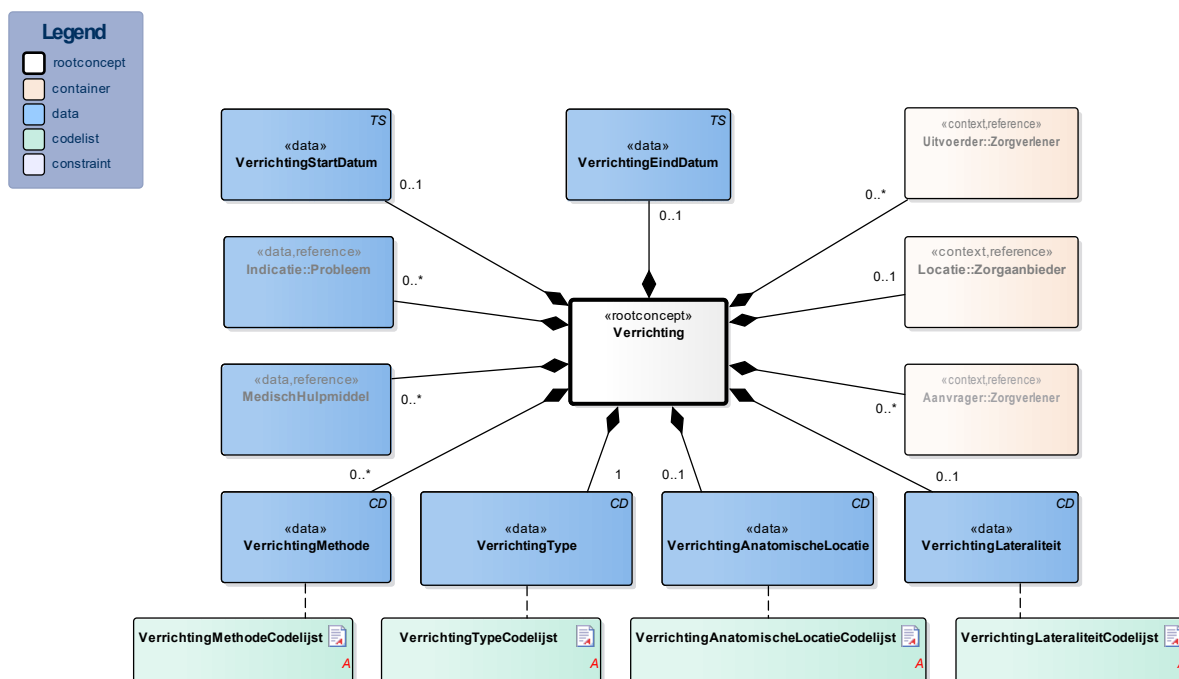 Legend
rootconcept
container
data
codelist
constraint
TS
«data»
VerrichtingStartDatum
0..1
TS
«data»
VerrichtingEindDatum
0..1
«context,reference»
Uitvoerder::Zorgverlener
0..*
«data,reference»
Indicatie::Probleem
0..*
«context,reference»
Locatie::Zorgaanbieder
0..1
«rootconcept»
Verrichting
«data,reference»
MedischHulpmiddel
0..*
«context,reference»
Aanvrager::Zorgverlener
0..*
0..*
1
0..1
0..1
CD
«data»
VerrichtingMethode
CD
«data»
VerrichtingType
CD
«data»
VerrichtingAnatomischeLocatie
CD
«data»
VerrichtingLateraliteit
VerrichtingMethodeCodelijst
A
VerrichtingTypeCodelijst
A
VerrichtingAnatomischeLocatieCodelijst
A
VerrichtingLateraliteitCodelijst
A